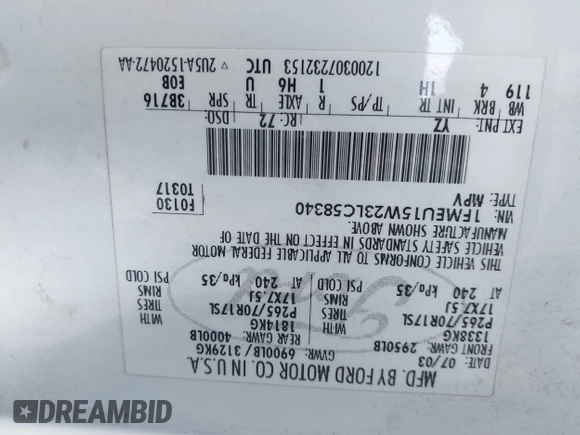 MFD. BY FORD MOTOR CO. IN U.S.A.
DATE: 07/03 GVWR: 6900LB / 3129KG
FRONT GAWR: 2950LB REAR GAWR: 4000LB
1338KG WITH 1814KG WITH
P265/70R17SL TIRES P265/70R17SL TIRES
17X7.5J RIMS 17X7.5J RIMS
AT 240 kPa/35 PSI COLD AT 240 kPa/35 PSI COLD
Ford
THIS VEHICLE CONFORMS TO ALL APPLICABLE FEDERAL MOTOR
VEHICLE SAFETY STANDARDS IN EFFECT ON THE DATE OF
MANUFACTURE SHOWN ABOVE.
VIN: 1FMEU15W23LC58340 F0130
TYPE: MPV T0317
EXT PNT: YZ RC: 72 DSO:
WB BRK INT TR TP/PS R AXLE TR SPR
119 4 1H 1 H6 U 3B716
E0B
1200307232153 UTC ▽ 2U5A-1520472-AA
DREAMBID